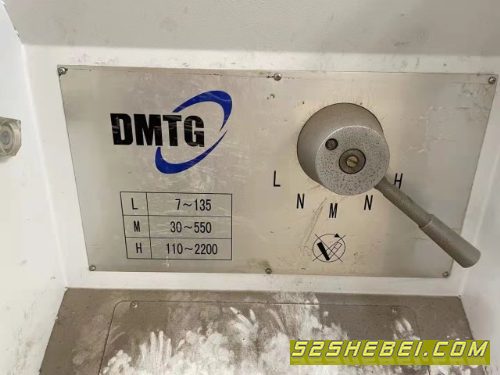 DMTG
L 7~135
M 30~550
H 110~2200
L N M N H
52SHEBEI.COM